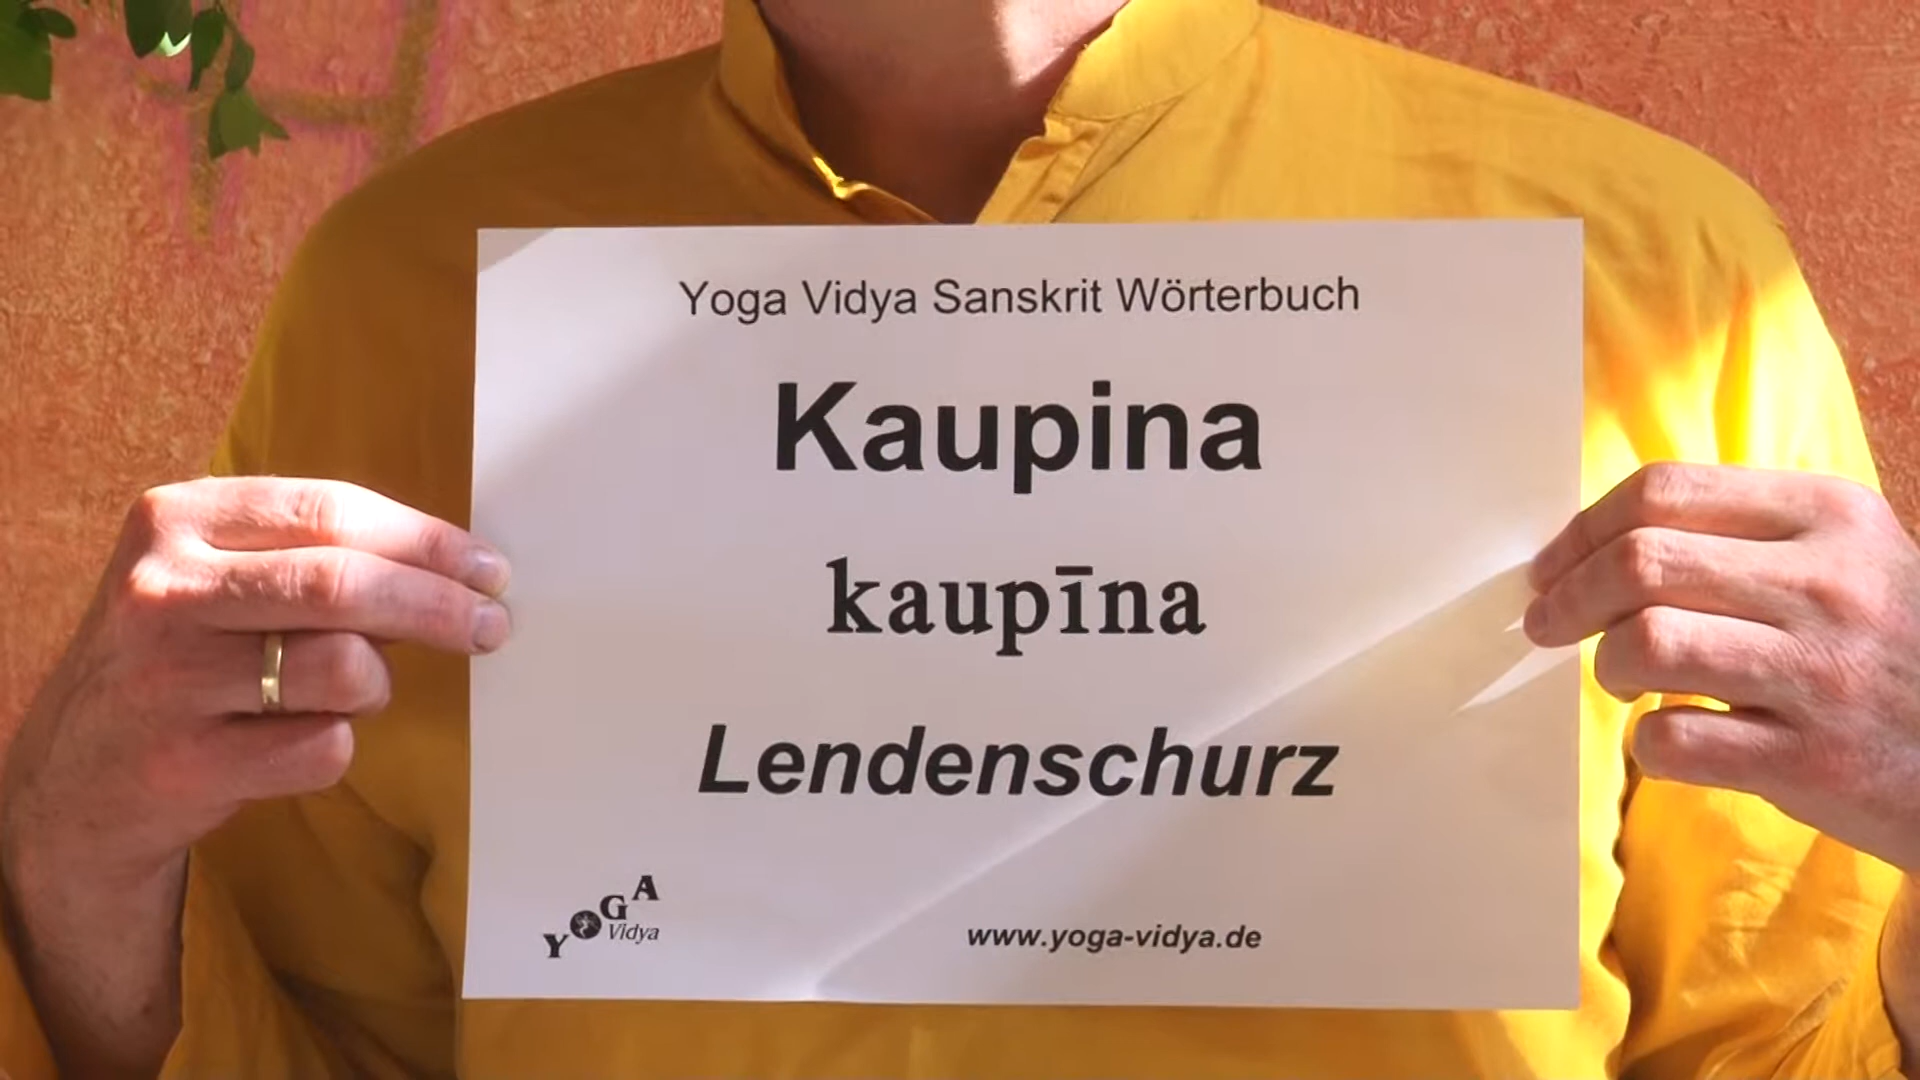 Yoga Vidya Sanskrit Wörterbuch
Kaupina
kaupīna
Lendenschurz
YOGA
Vidya
www.yoga-vidya.de